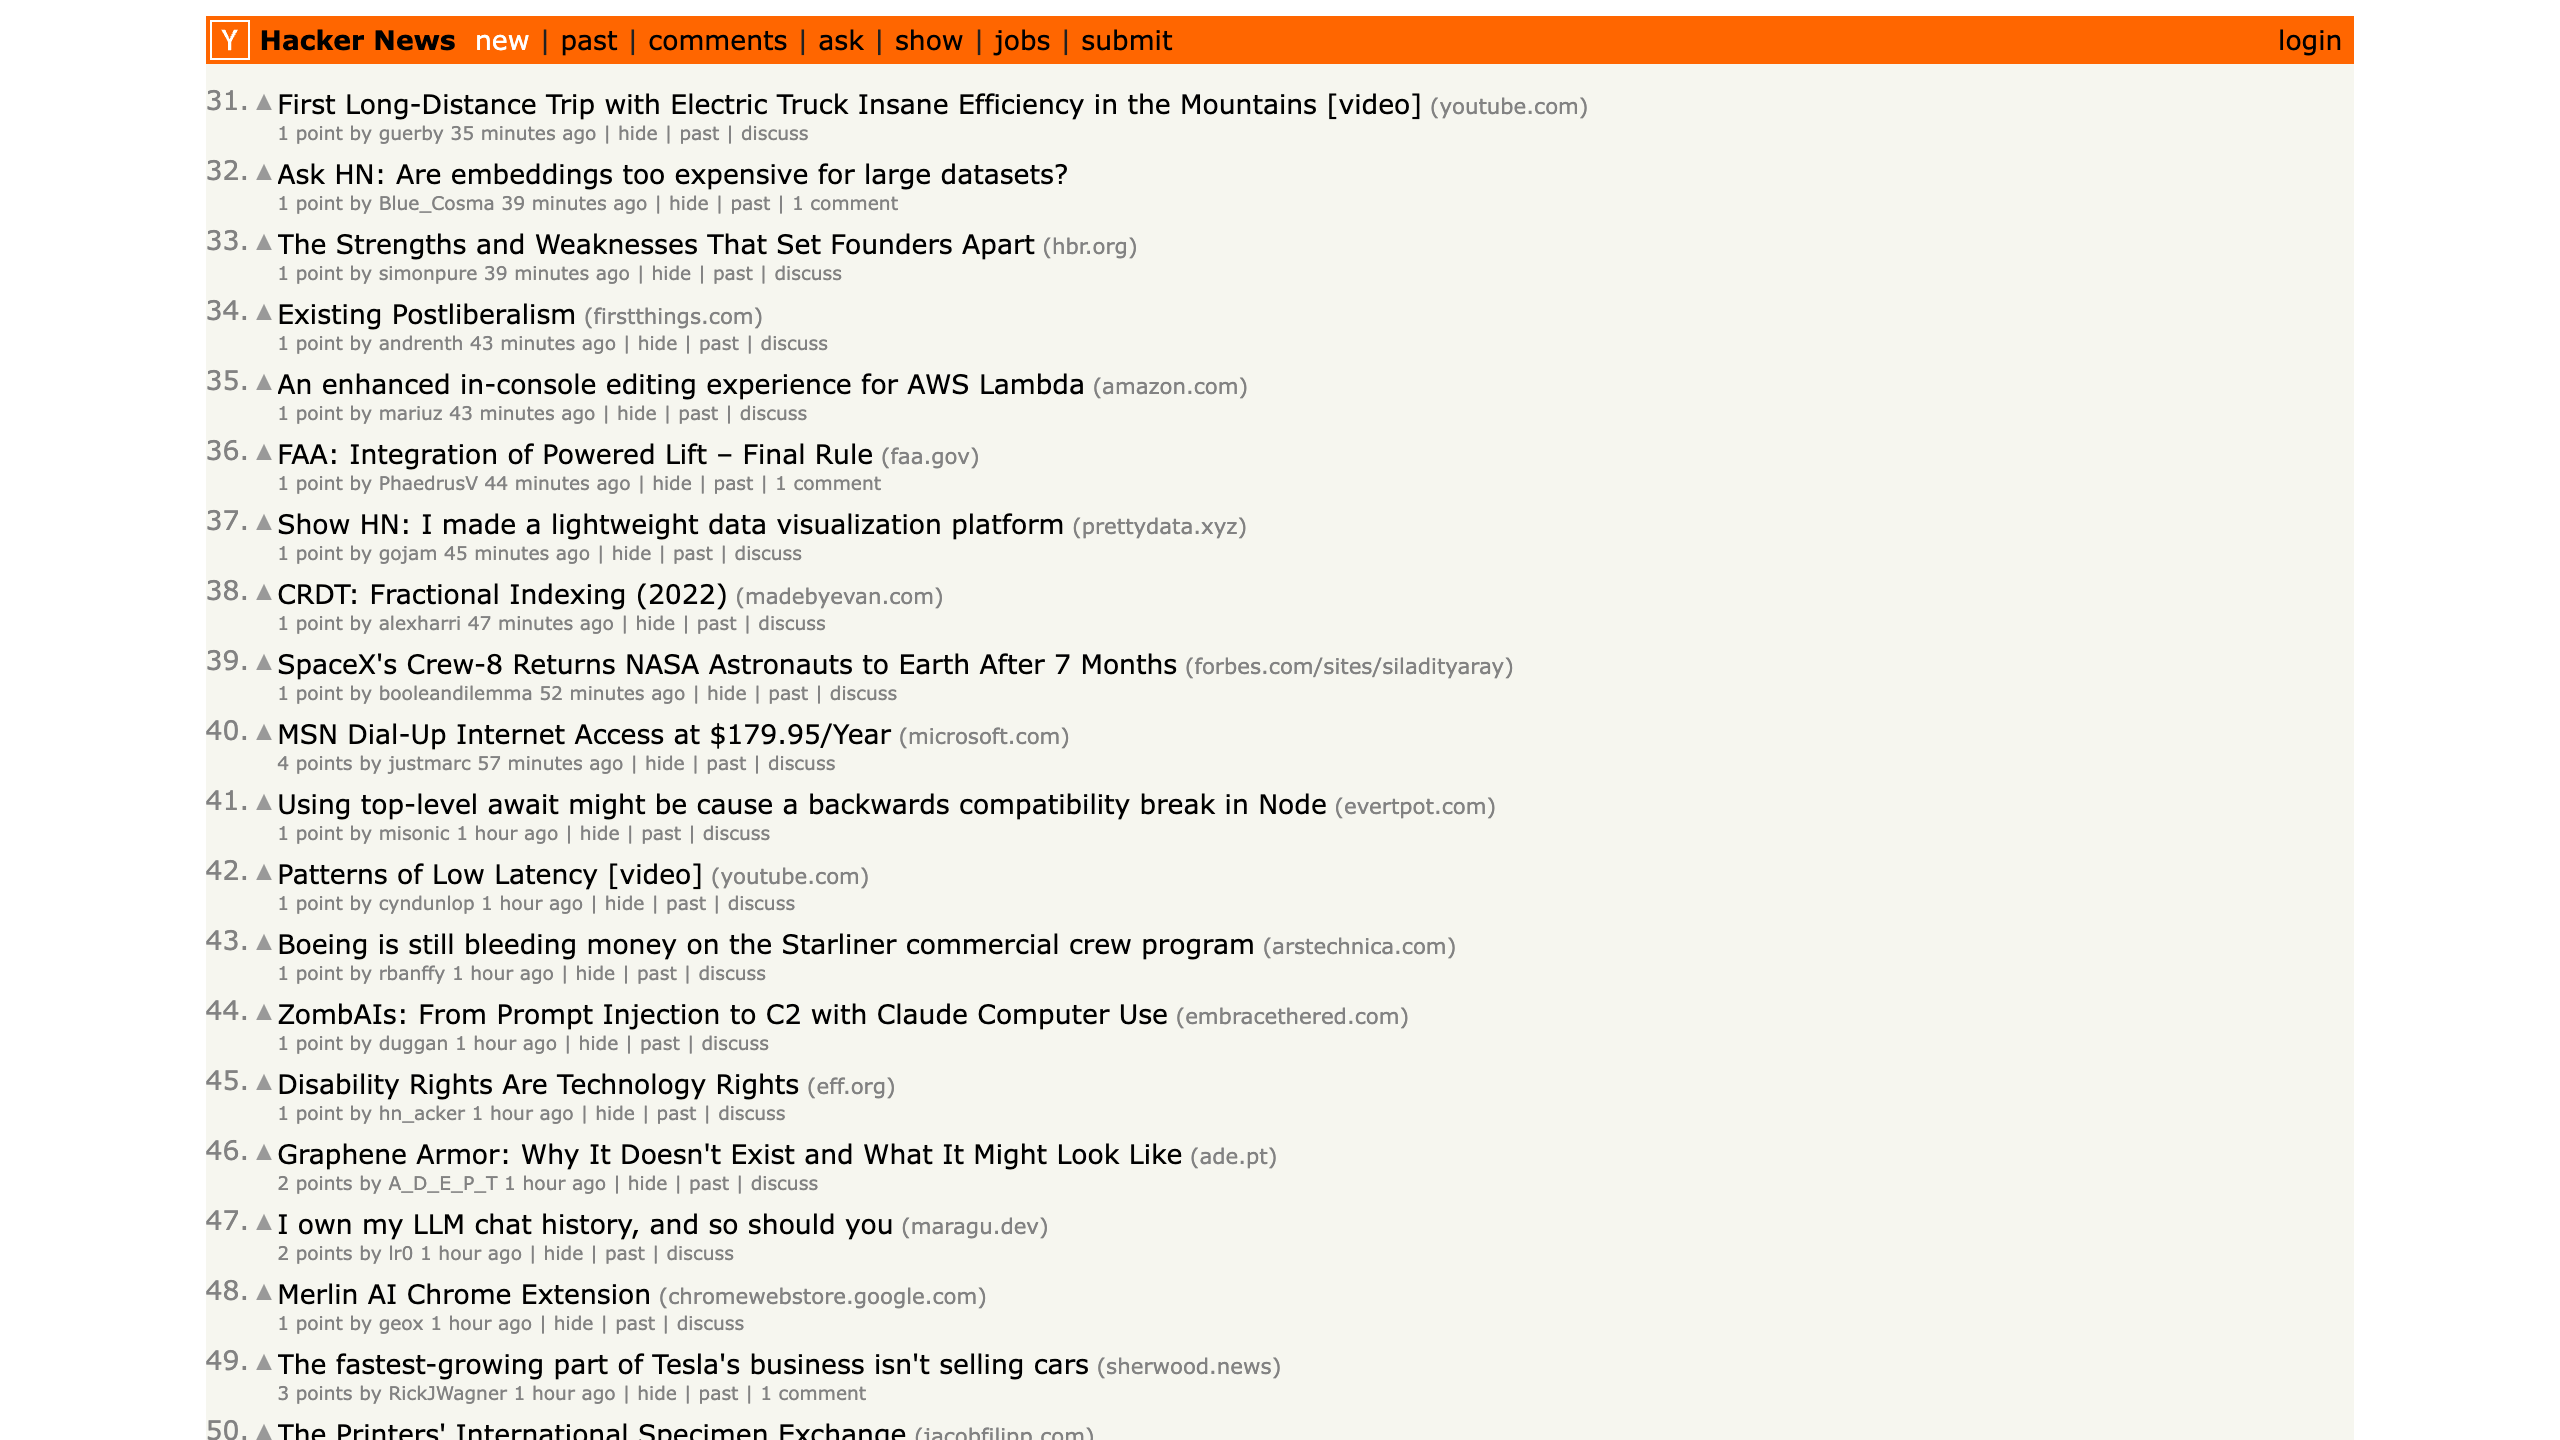 Y Hacker News new | past | comments | ask | show | jobs | submit login
31. ▲ First Long-Distance Trip with Electric Truck Insane Efficiency in the Mountains [video] (youtube.com)
1 point by guerby 35 minutes ago | hide | past | discuss
32. ▲ Ask HN: Are embeddings too expensive for large datasets?
1 point by Blue_Cosma 39 minutes ago | hide | past | 1 comment
33. ▲ The Strengths and Weaknesses That Set Founders Apart (hbr.org)
1 point by simonpure 39 minutes ago | hide | past | discuss
34. ▲ Existing Postliberalism (firstthings.com)
1 point by andrenth 43 minutes ago | hide | past | discuss
35. ▲ An enhanced in-console editing experience for AWS Lambda (amazon.com)
1 point by mariuz 43 minutes ago | hide | past | discuss
36. ▲ FAA: Integration of Powered Lift – Final Rule (faa.gov)
1 point by PhaedrusV 44 minutes ago | hide | past | 1 comment
37. ▲ Show HN: I made a lightweight data visualization platform (prettydata.xyz)
1 point by gojam 45 minutes ago | hide | past | discuss
38. ▲ CRDT: Fractional Indexing (2022) (madebyevan.com)
1 point by alexharri 47 minutes ago | hide | past | discuss
39. ▲ SpaceX's Crew-8 Returns NASA Astronauts to Earth After 7 Months (forbes.com/sites/siladityaray)
1 point by booleandilemma 52 minutes ago | hide | past | discuss
40. ▲ MSN Dial-Up Internet Access at $179.95/Year (microsoft.com)
4 points by justmarc 57 minutes ago | hide | past | discuss
41. ▲ Using top-level await might be cause a backwards compatibility break in Node (evertpot.com)
1 point by misonic 1 hour ago | hide | past | discuss
42. ▲ Patterns of Low Latency [video] (youtube.com)
1 point by cyndunlop 1 hour ago | hide | past | discuss
43. ▲ Boeing is still bleeding money on the Starliner commercial crew program (arstechnica.com)
1 point by rbanffy 1 hour ago | hide | past | discuss
44. ▲ ZombAIs: From Prompt Injection to C2 with Claude Computer Use (embracethered.com)
1 point by duggan 1 hour ago | hide | past | discuss
45. ▲ Disability Rights Are Technology Rights (eff.org)
1 point by hn_acker 1 hour ago | hide | past | discuss
46. ▲ Graphene Armor: Why It Doesn't Exist and What It Might Look Like (ade.pt)
2 points by A_D_E_P_T 1 hour ago | hide | past | discuss
47. ▲ I own my LLM chat history, and so should you (maragu.dev)
2 points by lr0 1 hour ago | hide | past | discuss
48. ▲ Merlin AI Chrome Extension (chromewebstore.google.com)
1 point by geox 1 hour ago | hide | past | discuss
49. ▲ The fastest-growing part of Tesla's business isn't selling cars (sherwood.news)
3 points by RickJWagner 1 hour ago | hide | past | 1 comment
50. ▲ The Printers' International Specimen Exchange (jacobfilipp.com)